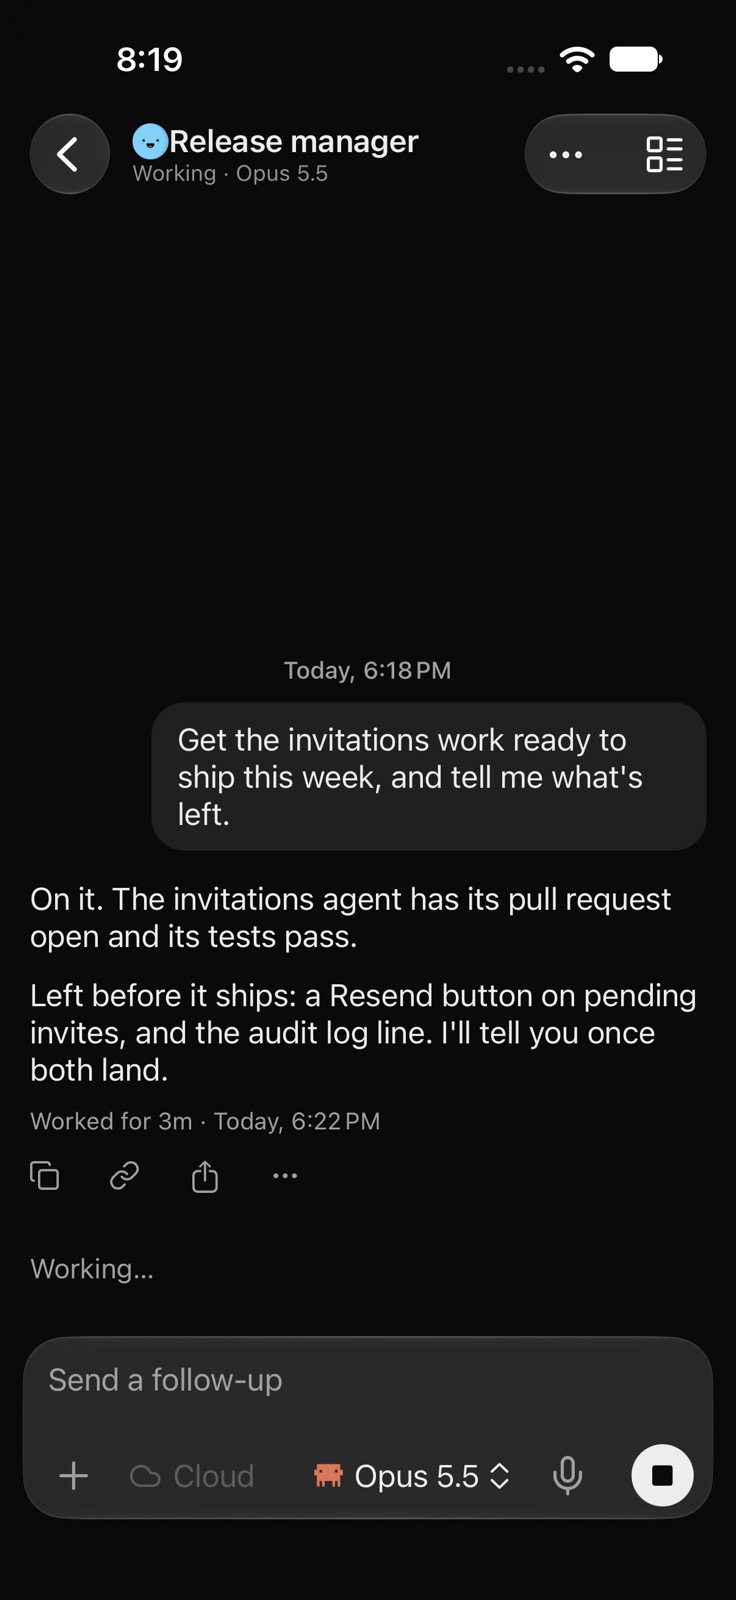 8:19
Release manager
Working · Opus 5.5
Today, 6:18 PM
Get the invitations work ready to
ship this week, and tell me what's
left.
On it. The invitations agent has its pull request
open and its tests pass.
Left before it ships: a Resend button on pending
invites, and the audit log line. I'll tell you once
both land.
Worked for 3m · Today, 6:22 PM
Working...
Send a follow-up
Cloud
Opus 5.5